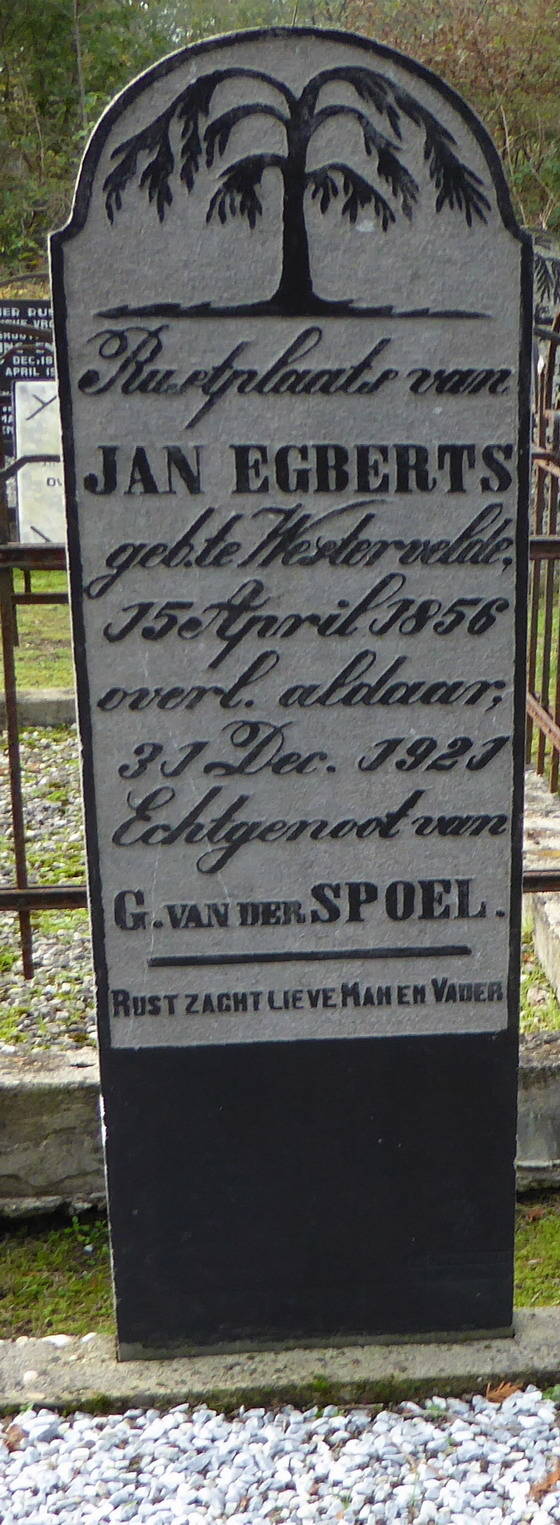 Rustplaats van
JAN EGBERTS
geb. te Westervelde,
15 April 1856
overl. aldaar,
31 Dec. 1921
Echtgenoot van
G. VAN DER SPOEL.
RUST ZACHT LIEVE MAN EN VADER
APRIL